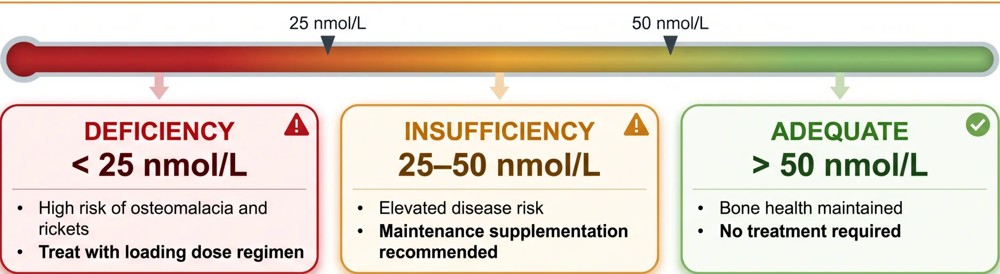 25 nmol/L
50 nmol/L
DEFICIENCY
< 25 nmol/L
• High risk of osteomalacia and
rickets
• Treat with loading dose regimen
INSUFFICIENCY
25–50 nmol/L
• Elevated disease risk
• Maintenance supplementation
recommended
ADEQUATE
> 50 nmol/L
• Bone health maintained
• No treatment required